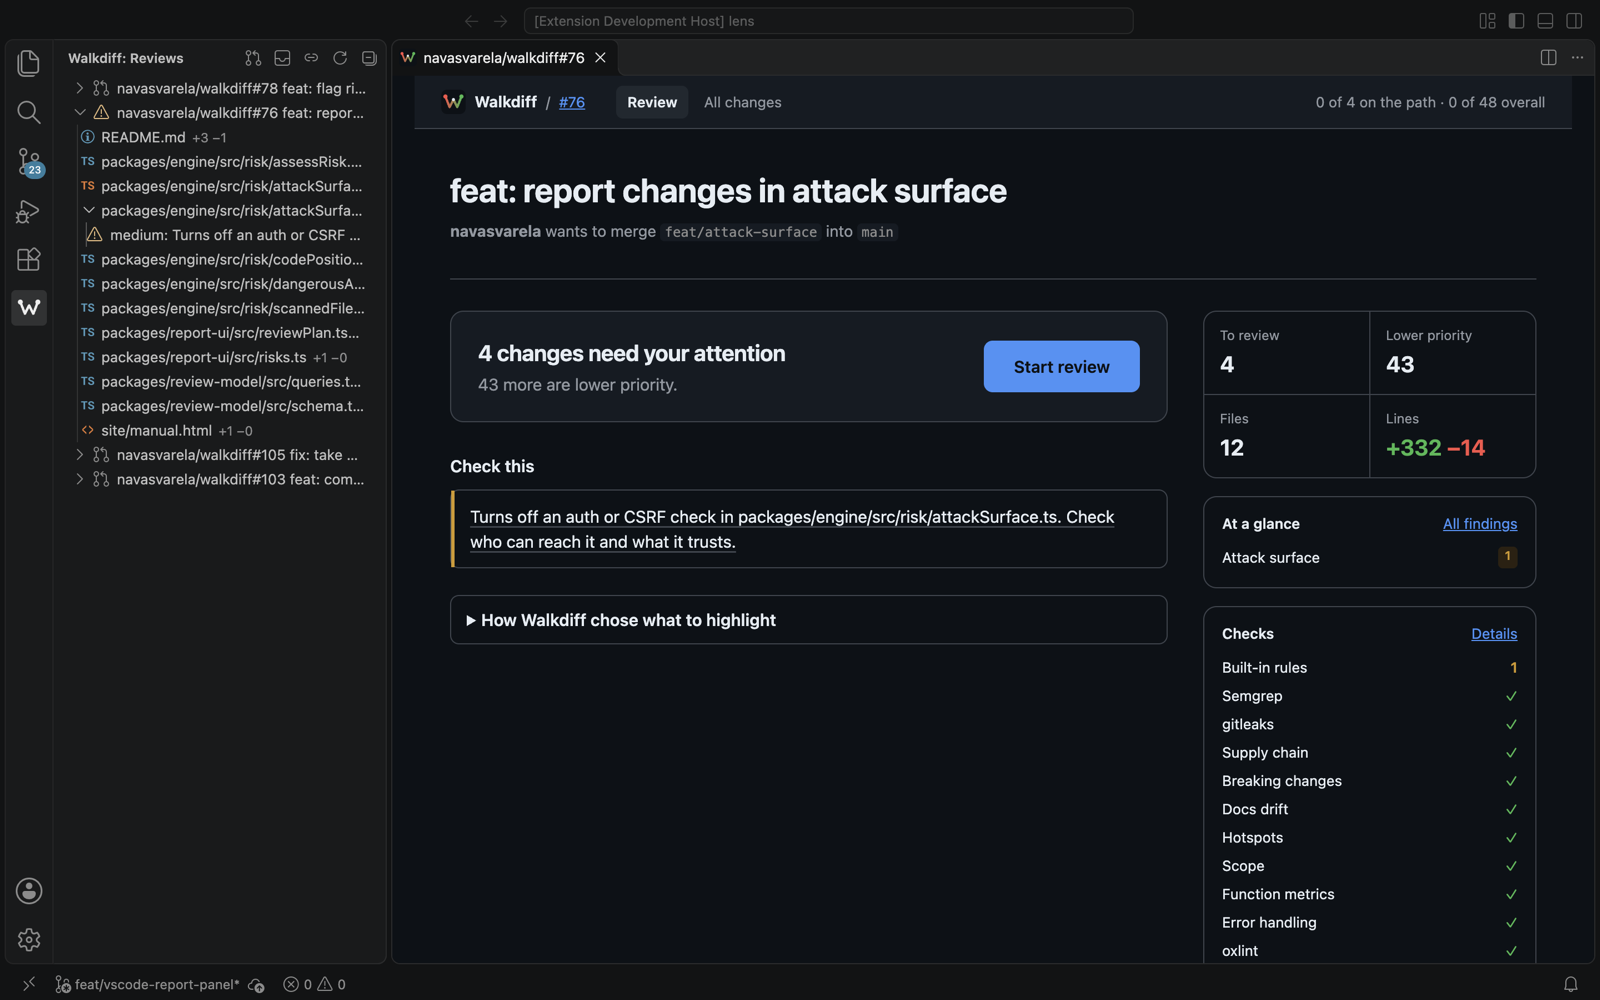 [Extension Development Host] lens
Walkdiff: Reviews
navasvarela/walkdiff#78 feat: flag ri...
navasvarela/walkdiff#76 feat: repor...
README.md +3 −1
TS packages/engine/src/risk/assessRisk....
TS packages/engine/src/risk/attackSurfa...
packages/engine/src/risk/attackSurfa...
medium: Turns off an auth or CSRF ...
TS packages/engine/src/risk/codePositio...
TS packages/engine/src/risk/dangerousA...
TS packages/engine/src/risk/scannedFile...
TS packages/report-ui/src/reviewPlan.ts...
TS packages/report-ui/src/risks.ts +1 −0
TS packages/review-model/src/queries.t...
TS packages/review-model/src/schema.t...
<> site/manual.html +1 −0
navasvarela/walkdiff#105 fix: take ...
navasvarela/walkdiff#103 feat: com...
23
W
navasvarela/walkdiff#76
Walkdiff / #76 Review All changes 0 of 4 on the path · 0 of 48 overall
feat: report changes in attack surface
navasvarela wants to merge feat/attack-surface into main
4 changes need your attention
43 more are lower priority.
Start review
Check this
Turns off an auth or CSRF check in packages/engine/src/risk/attackSurface.ts. Check
who can reach it and what it trusts.
How Walkdiff chose what to highlight
To review
4
Lower priority
43
Files
12
Lines
+332 −14
At a glance All findings
Attack surface 1
Checks Details
Built-in rules 1
Semgrep ✓
gitleaks ✓
Supply chain ✓
Breaking changes ✓
Docs drift ✓
Hotspots ✓
Scope ✓
Function metrics ✓
Error handling ✓
oxlint ✓
feat/vscode-report-panel* 0 0